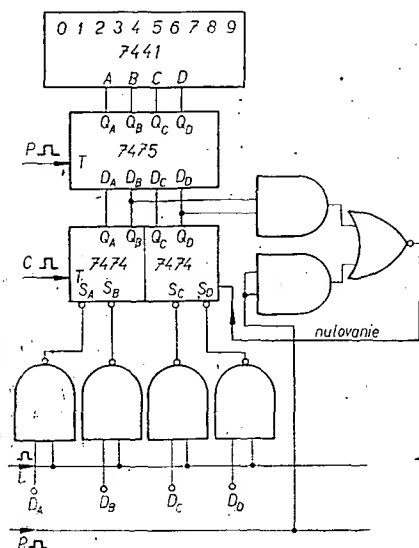 0 1 2 3 4 5 6 7 8 9
7441
A B C D
Q_A Q_B Q_C Q_D
P T 7475
D_A D_B D_C D_D
Q_A Q_B Q_C Q_D
C T 7474 7474
S_A S_B S_C S_D
nulovanie
L
D_A D_B D_C D_D
R